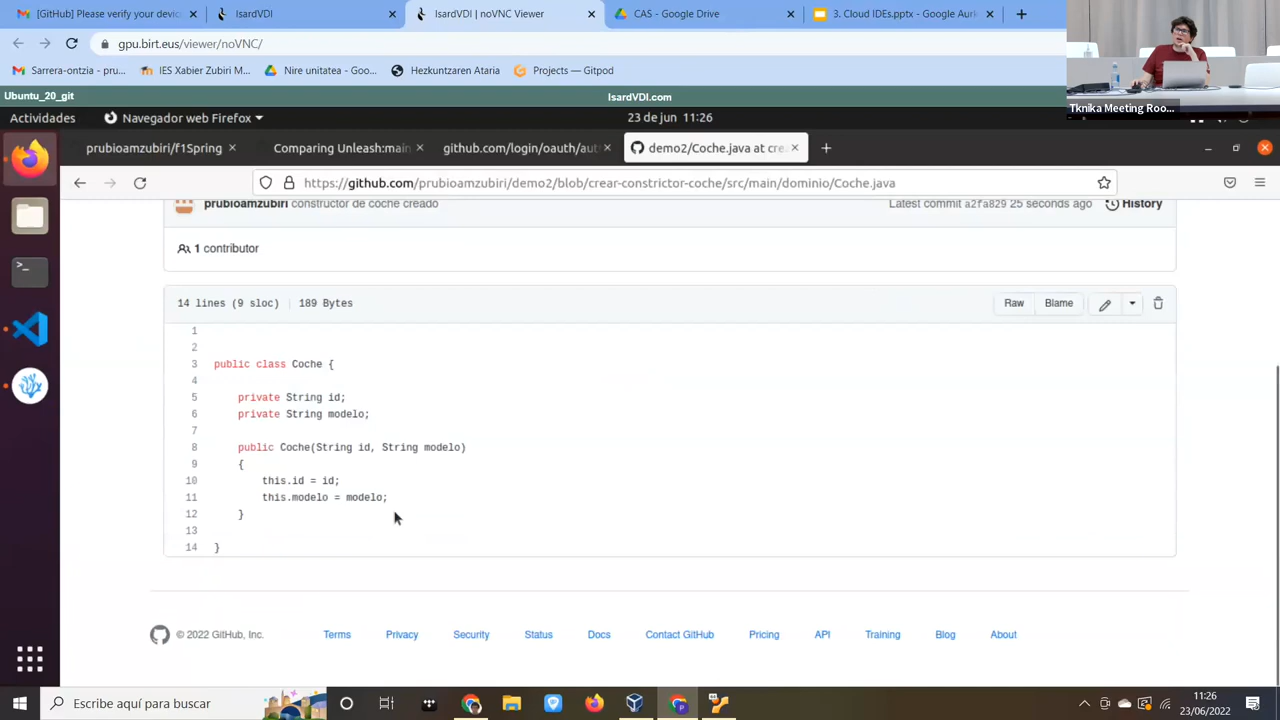 Programa de mejora "Yes we
IsardVDI
IsardVDI | noVNC Viewer
CAS - Google Drive
3. Cloud IDEs.pptx - Google Aurk
gpu.birt.eus/viewer/noVNC/
Sarrera-ontzia - pru...
IES Xabier Zubiri M...
Nire unitatea - Goo...
Hezkuntzaren Ataria
Projects — Gitpod
Tknika Meeting Roo...
Ubuntu_20_git
IsardVDI.com
Actividades
Navegador web Firefox
23 de jun 11:26
prubioamzubiri/f1Spring
Comparing Unleash:main
github.com/login/oauth/aut
demo2/Coche.java at crea
https://github.com/prubioamzubiri/demo2/blob/crear-constrictor-coche/src/main/dominio/Coche.java
prubioamzubiri constructor de coche creado
Latest commit a2fa829 25 seconds ago
History
1 contributor
14 lines (9 sloc) | 189 Bytes
Raw
Blame
1
2
3 public class Coche {
4
5 private String id;
6 private String modelo;
7
8 public Coche(String id, String modelo)
9 {
10 this.id = id;
11 this.modelo = modelo;
12 }
13
14 }
© 2022 GitHub, Inc.
Terms
Privacy
Security
Status
Docs
Contact GitHub
Pricing
API
Training
Blog
About
Escribe aquí para buscar
11:26
23/06/2022